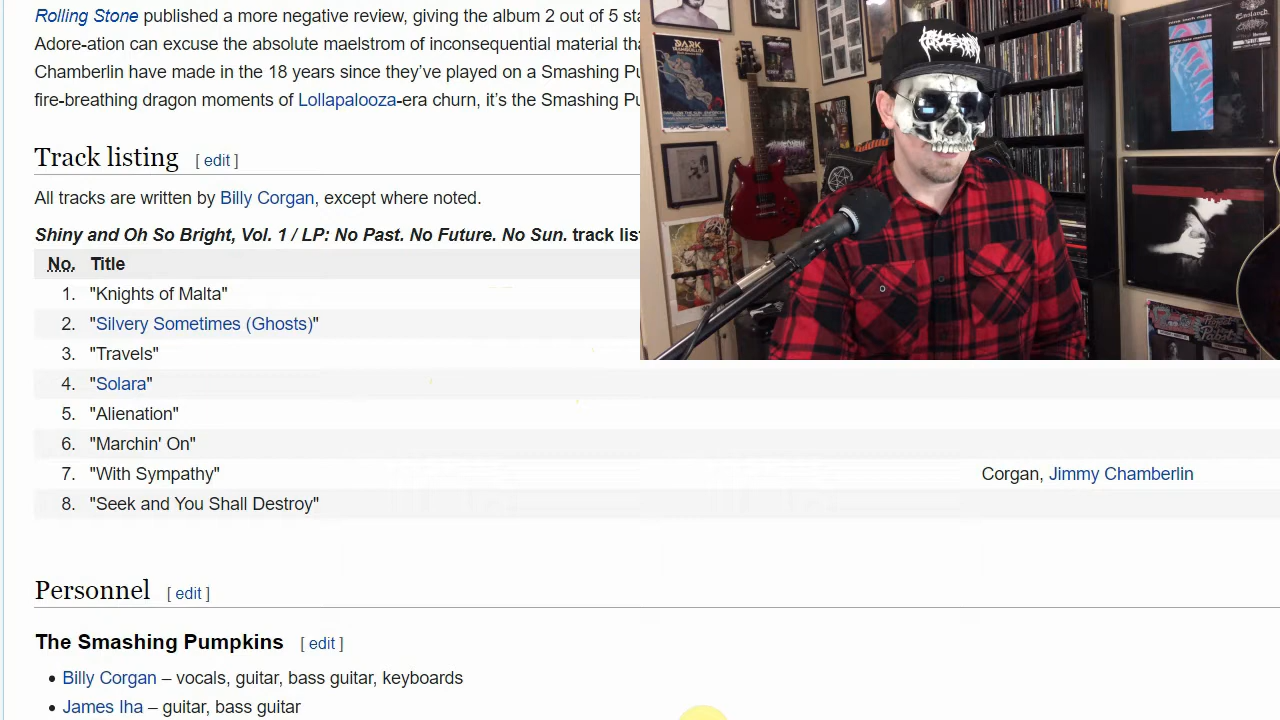 Rolling Stone published a more negative review, giving the album 2 out of 5 sta
Adore-ation can excuse the absolute maelstrom of inconsequential material tha
Chamberlin have made in the 18 years since they've played on a Smashing Pu
fire-breathing dragon moments of Lollapalooza-era churn, it's the Smashing Pu
Track listing [ edit ]
All tracks are written by Billy Corgan, except where noted.
Shiny and Oh So Bright, Vol. 1 / LP: No Past. No Future. No Sun. track list
No. Title
1. "Knights of Malta"
2. "Silvery Sometimes (Ghosts)"
3. "Travels"
4. "Solara"
5. "Alienation"
6. "Marchin' On"
7. "With Sympathy" Corgan, Jimmy Chamberlin
8. "Seek and You Shall Destroy"
Personnel [ edit ]
The Smashing Pumpkins [ edit ]
• Billy Corgan – vocals, guitar, bass guitar, keyboards
• James Iha – guitar, bass guitar
DARK
TRANQUILLITY